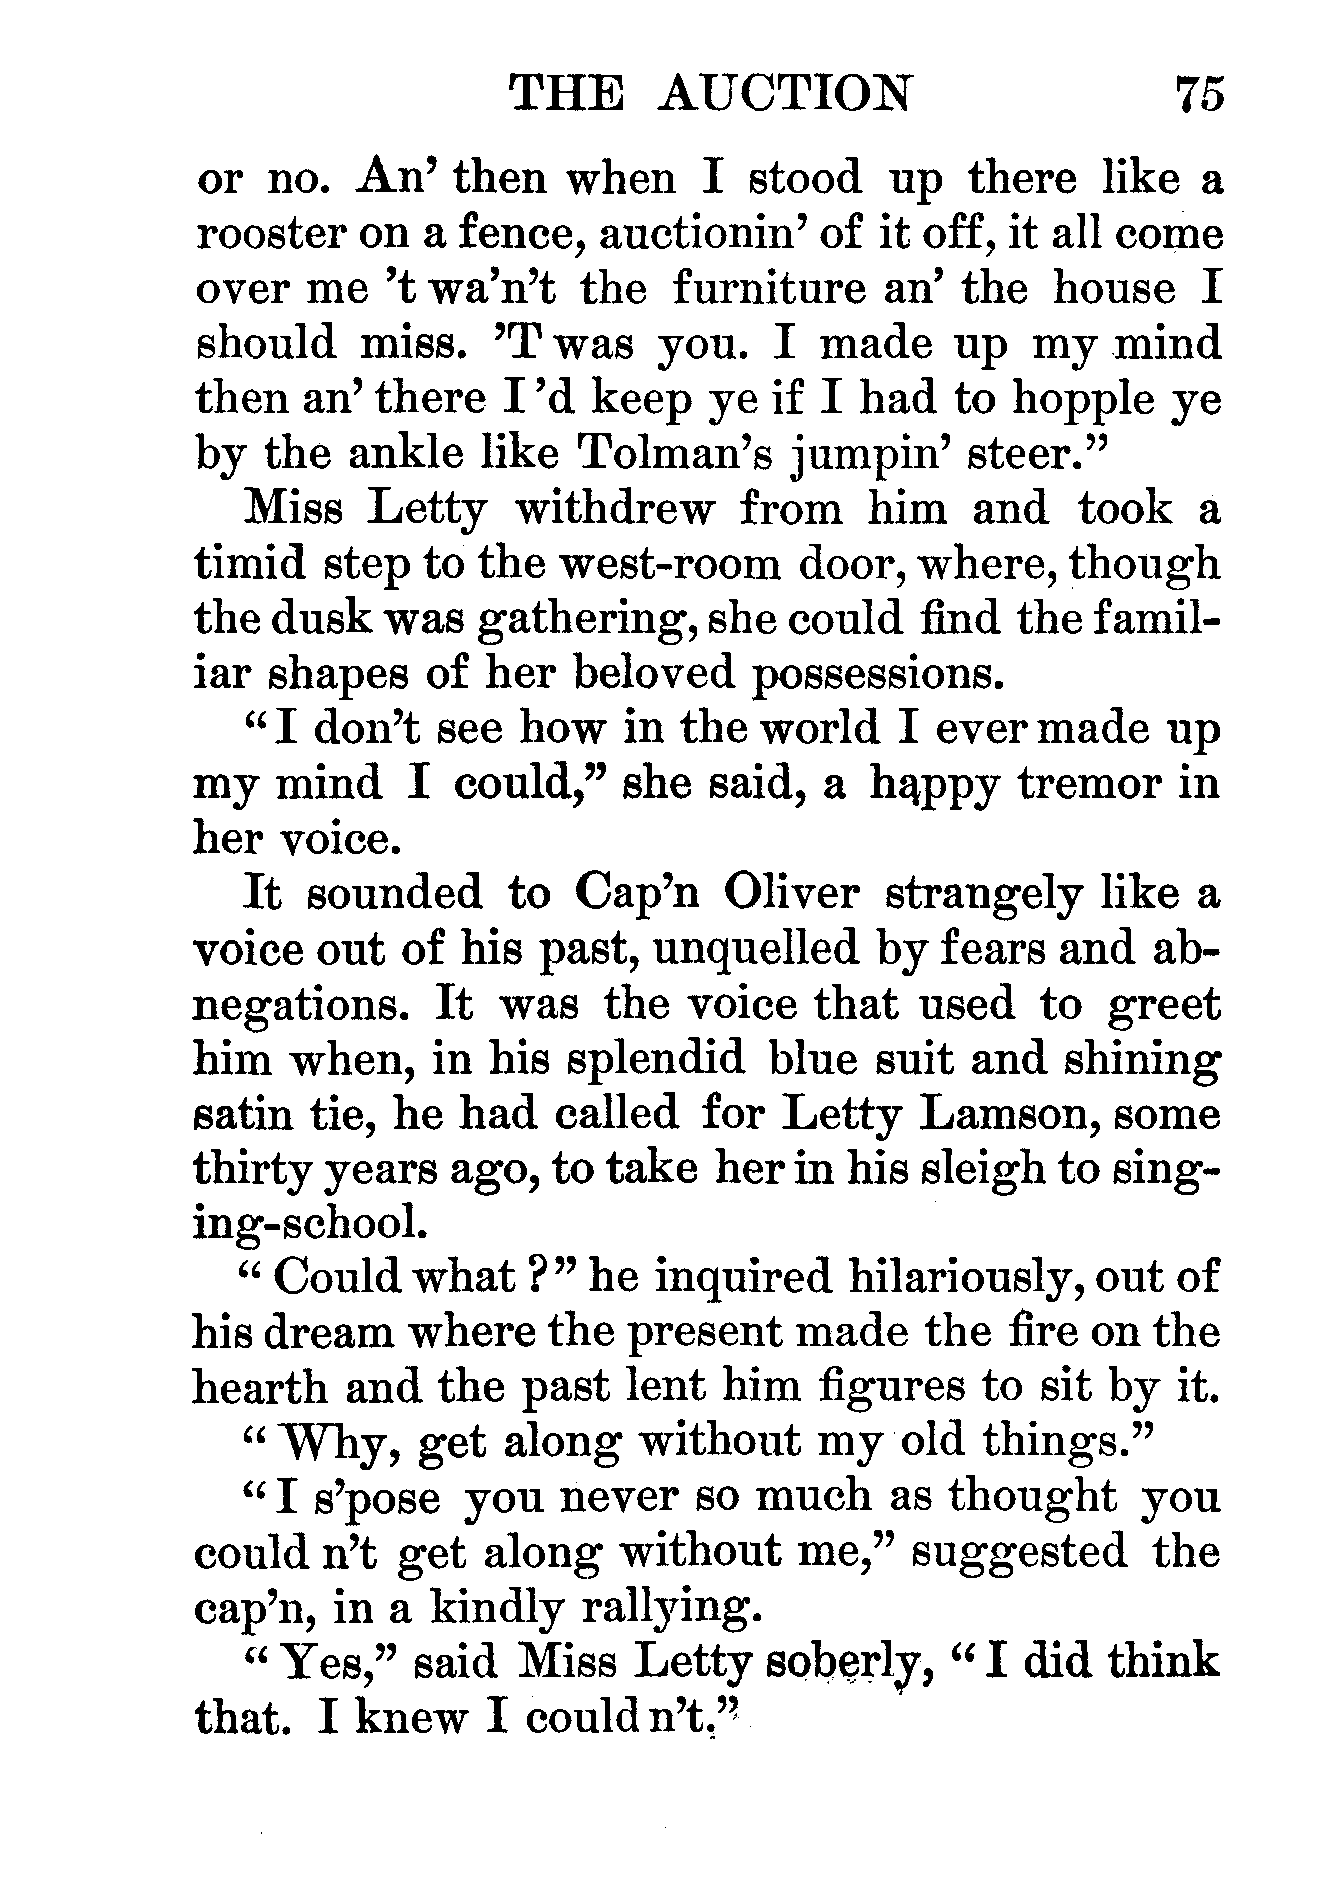 THE AUCTION 75
or no. An' then when I stood up there like a
rooster on a fence, auctionin' of it off, it all come
over me 't wa'n't the furniture an' the house I
should miss. 'T was you. I made up my mind
then an' there I 'd keep ye if I had to hopple ye
by the ankle like Tolman's jumpin' steer."
Miss Letty withdrew from him and took a
timid step to the west-room door, where, though
the dusk was gathering, she could find the famil-
iar shapes of her beloved possessions.
"I don't see how in the world I ever made up
my mind I could," she said, a happy tremor in
her voice.
It sounded to Cap'n Oliver strangely like a
voice out of his past, unquelled by fears and ab-
negations. It was the voice that used to greet
him when, in his splendid blue suit and shining
satin tie, he had called for Letty Lamson, some
thirty years ago, to take her in his sleigh to sing-
ing-school.
"Could what?" he inquired hilariously, out of
his dream where the present made the fire on the
hearth and the past lent him figures to sit by it.
"Why, get along without my old things."
"I s'pose you never so much as thought you
could n't get along without me," suggested the
cap'n, in a kindly rallying.
"Yes," said Miss Letty soberly, "I did think
that. I knew I could n't."